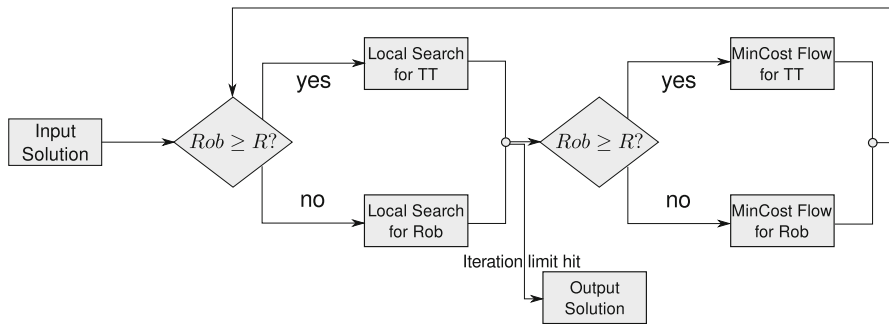 Input
Solution
Rob ≥ R?
yes
no
Local Search
for TT
Local Search
for Rob
Iteration limit hit
Output
Solution
Rob ≥ R?
yes
no
MinCost Flow
for TT
MinCost Flow
for Rob